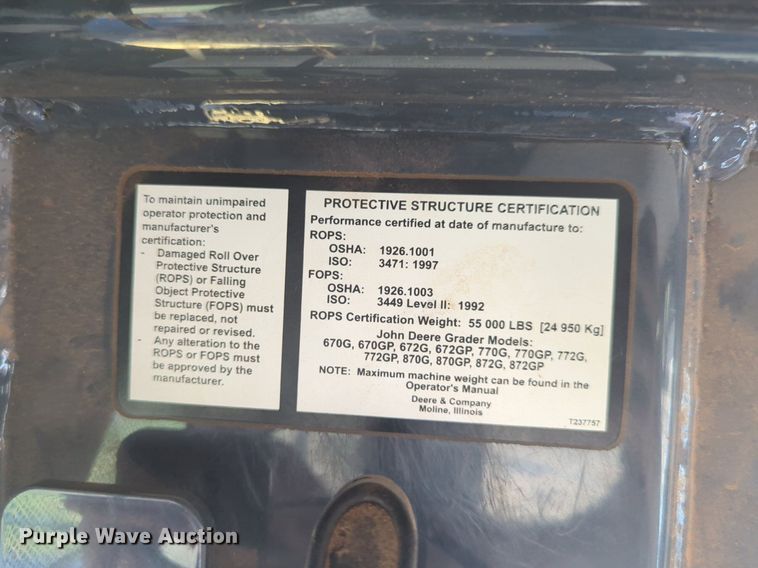 To maintain unimpaired
operator protection and
manufacturer's
certification:
- Damaged Roll Over
Protective Structure
(ROPS) or Falling
Object Protective
Structure (FOPS) must
be replaced, not
repaired or revised.
- Any alteration to the
ROPS or FOPS must
be approved by the
manufacturer.
PROTECTIVE STRUCTURE CERTIFICATION
Performance certified at date of manufacture to:
ROPS:
OSHA: 1926.1001
ISO: 3471: 1997
FOPS:
OSHA: 1926.1003
ISO: 3449 Level II: 1992
ROPS Certification Weight: 55 000 LBS [24 950 Kg]
John Deere Grader Models:
670G, 670GP, 672G, 672GP, 770G, 770GP, 772G,
772GP, 870G, 870GP, 872G, 872GP
NOTE: Maximum machine weight can be found in the
Operator's Manual
Deere & Company
Moline, Illinois
T237757
Purple Wave Auction®